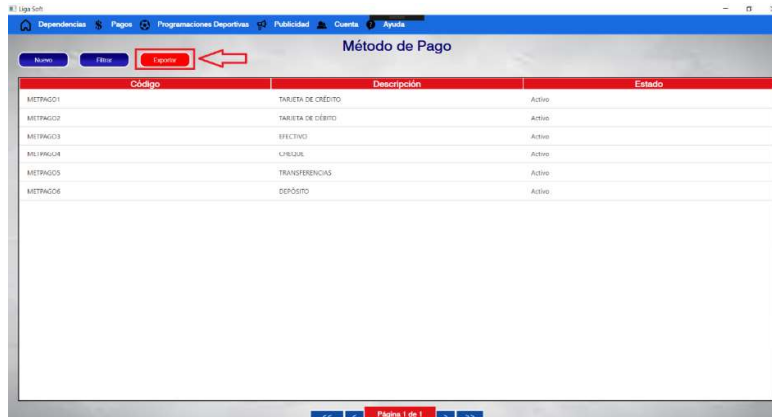 Liga Soft
Dependencias $ Pagos Programaciones Deportivas Publicidad Cuenta Ayuda
Método de Pago
Nuevo Filtrar Exportar
Código Descripción Estado
METPAGO1 TARJETA DE CRÉDITO Activo
METPAGO2 TARJETA DE DÉBITO Activo
METPAGO3 EFECTIVO Activo
METPAGO4 CHEQUE Activo
METPAGO5 TRANSFERENCIAS Activo
METPAGO6 DEPÓSITO Activo
<< < Página 1 de 1 > >>